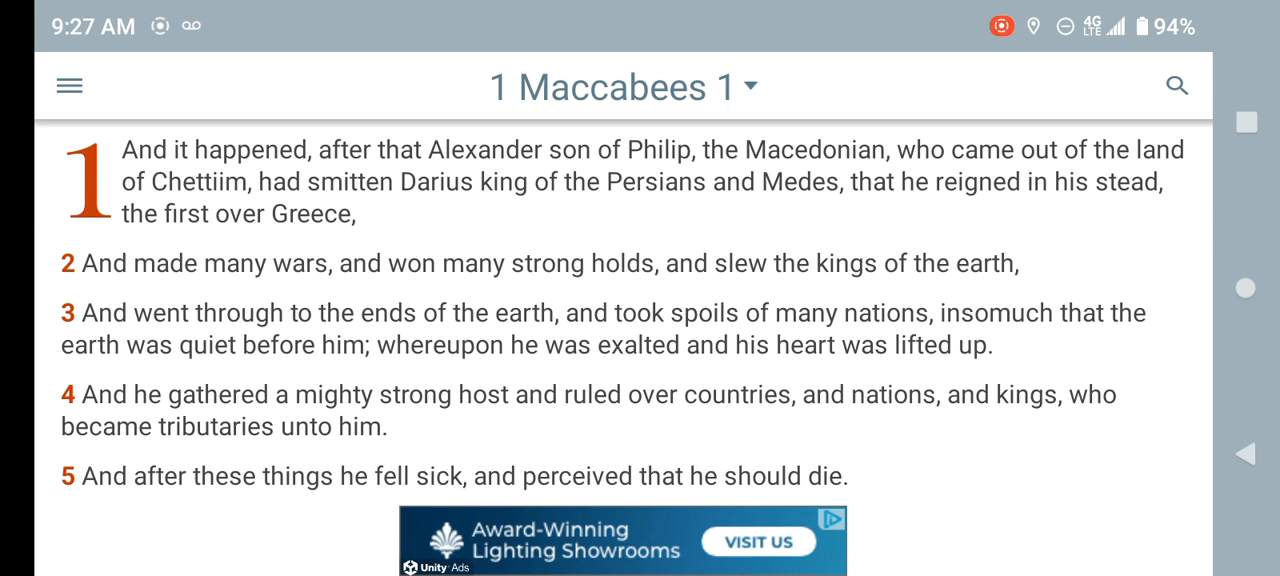 9:27 AM
4G
LTE
94%
1 Maccabees 1
1 And it happened, after that Alexander son of Philip, the Macedonian, who came out of the land
of Chettiim, had smitten Darius king of the Persians and Medes, that he reigned in his stead,
the first over Greece,
2 And made many wars, and won many strong holds, and slew the kings of the earth,
3 And went through to the ends of the earth, and took spoils of many nations, insomuch that the
earth was quiet before him; whereupon he was exalted and his heart was lifted up.
4 And he gathered a mighty strong host and ruled over countries, and nations, and kings, who
became tributaries unto him.
5 And after these things he fell sick, and perceived that he should die.
Award-Winning
Lighting Showrooms
VISIT US
Unity Ads